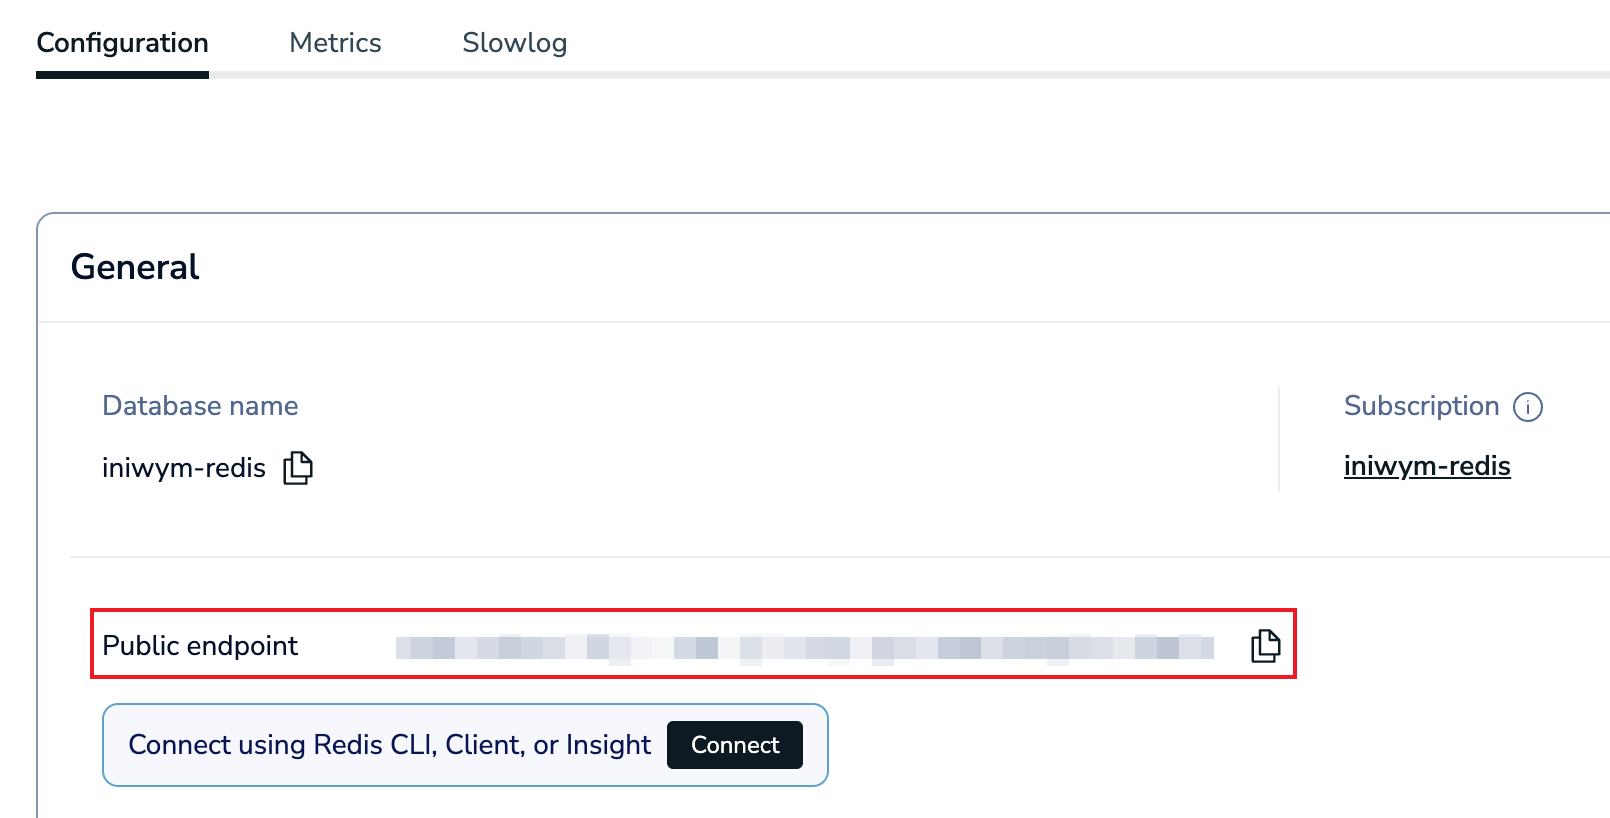 Configuration Metrics Slowlog
General
Database name
Subscription
iniwym-redis
iniwym-redis
Public endpoint
Connect using Redis CLI, Client, or Insight Connect